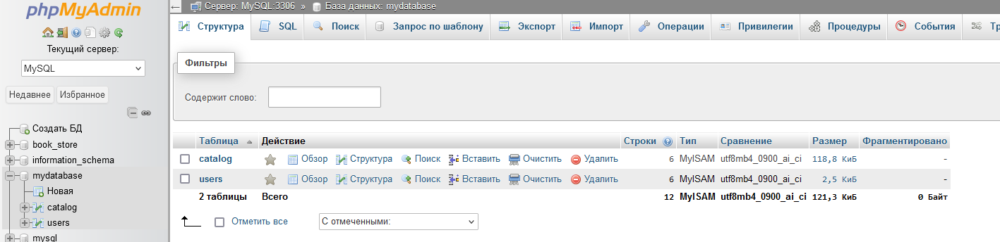 phpMyAdmin
Текущий сервер:
MySQL
Недавнее Избранное
Создать БД
book_store
information_schema
mydatabase
Новая
catalog
users
mysql
Сервер: MySQL:3306 » База данных: mydatabase
Структура SQL Поиск Запрос по шаблону Экспорт Импорт Операции Привилегии Процедуры События Тр
Фильтры
Содержит слово:
Таблица Действие Строки Тип Сравнение Размер Фрагментировано
catalog Обзор Структура Поиск Вставить Очистить Удалить 6 MyISAM utf8mb4_0900_ai_ci 118,8 КиБ -
users Обзор Структура Поиск Вставить Очистить Удалить 6 MyISAM utf8mb4_0900_ai_ci 2,5 КиБ -
2 таблицы Всего 12 MyISAM utf8mb4_0900_ai_ci 121,3 КиБ 0 Байт
Отметить все С отмеченными: